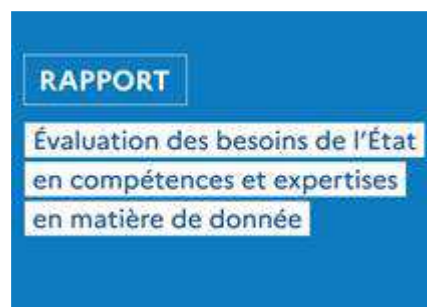 RAPPORT
Évaluation des besoins de l'État
en compétences et expertises
en matière de donnée